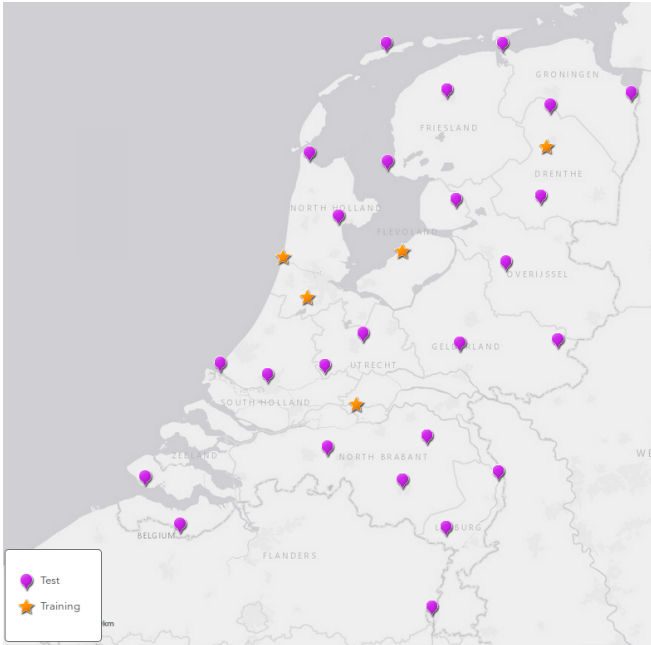 GRONINGEN
FRIESLAND
DRENTHE
NORTH HOLLAND
FLEVOLAND
OVERIJSSEL
GELDERLAND
UTRECHT
SOUTH HOLLAND
ZEELAND
NORTH BRABANT
WE
LIMBURG
BELGIUM
FLANDERS
Test
Training
km